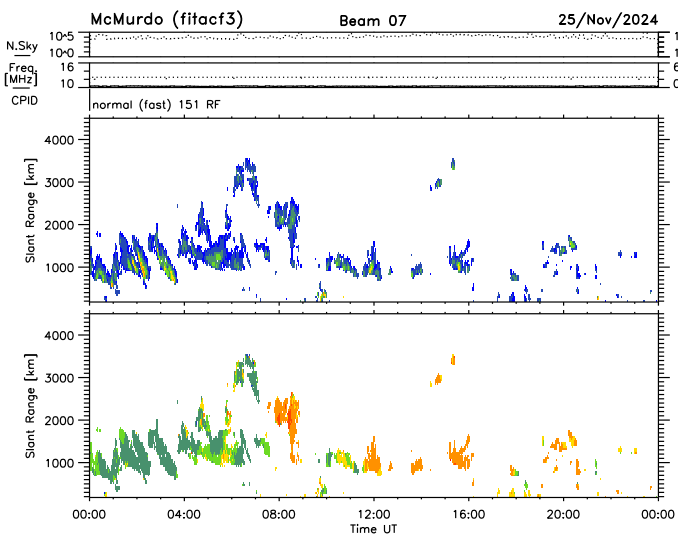 McMurdo (fitacf3) Beam 07 25/Nov/2024
10^5
N.Sky
10^0
Freq 16
[MHz] 10
CPID
normal (fast) 151 RF
4000
3000
2000
1000
Slant Range [km]
4000
3000
2000
1000
Slant Range [km]
00:00 04:00 08:00 12:00 16:00 20:00 00:00
Time UT